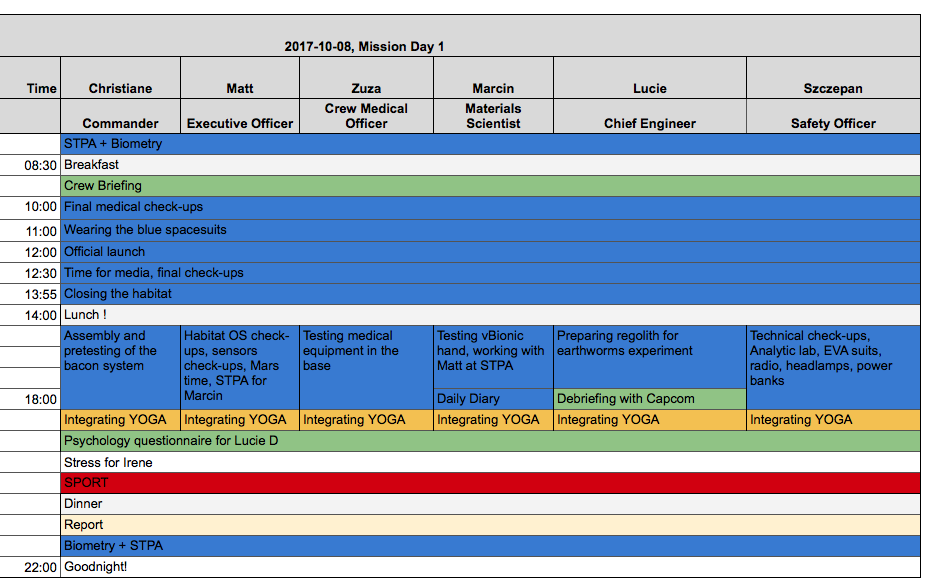 2017-10-08, Mission Day 1
Time Christiane Matt Zuza Marcin Lucie Szczepan
Commander Executive Officer Crew Medical Officer Materials Scientist Chief Engineer Safety Officer
STPA + Biometry
08:30 Breakfast
Crew Briefing
10:00 Final medical check-ups
11:00 Wearing the blue spacesuits
12:00 Official launch
12:30 Time for media, final check-ups
13:55 Closing the habitat
14:00 Lunch !
Assembly and
pretesting of the
bacon system
Habitat OS check-
ups, sensors
check-ups, Mars
time, STPA for
Marcin
Testing medical
equipment in the
base
Testing vBionic
hand, working with
Matt at STPA
Preparing regolith for
earthworms experiment
Technical check-ups,
Analytic lab, EVA suits,
radio, headlamps, power
banks
18:00 Daily Diary Debriefing with Capcom
Integrating YOGA Integrating YOGA Integrating YOGA Integrating YOGA Integrating YOGA Integrating YOGA
Psychology questionnaire for Lucie D
Stress for Irene
SPORT
Dinner
Report
Biometry + STPA
22:00 Goodnight!